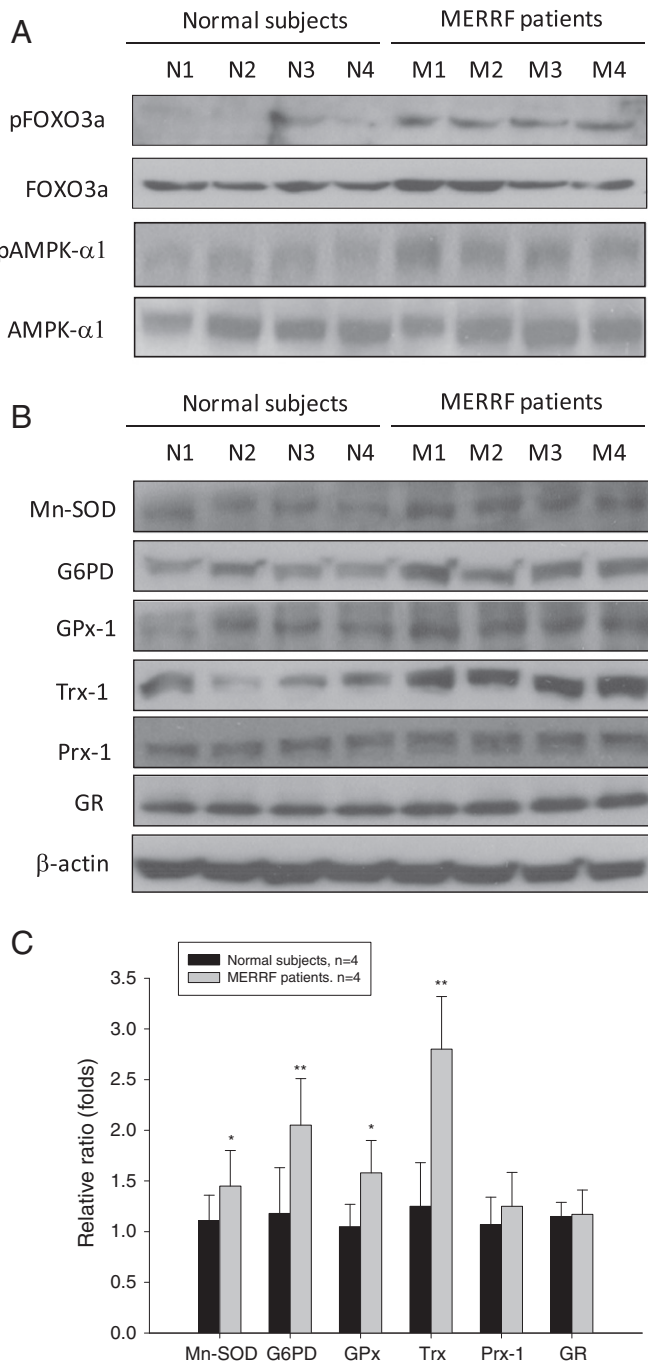 A
Normal subjects MERRF patients
N1 N2 N3 N4 M1 M2 M3 M4
pFOXO3a
FOXO3a
pAMPK-α1
AMPK-α1
B
Normal subjects MERRF patients
N1 N2 N3 N4 M1 M2 M3 M4
Mn-SOD
G6PD
GPx-1
Trx-1
Prx-1
GR
β-actin
C
Normal subjects, n=4
MERRF patients. n=4
Relative ratio (folds)
3.5
3.0
2.5
2.0
1.5
1.0
0.5
0.0
* ** * **
Mn-SOD G6PD GPx Trx Prx-1 GR